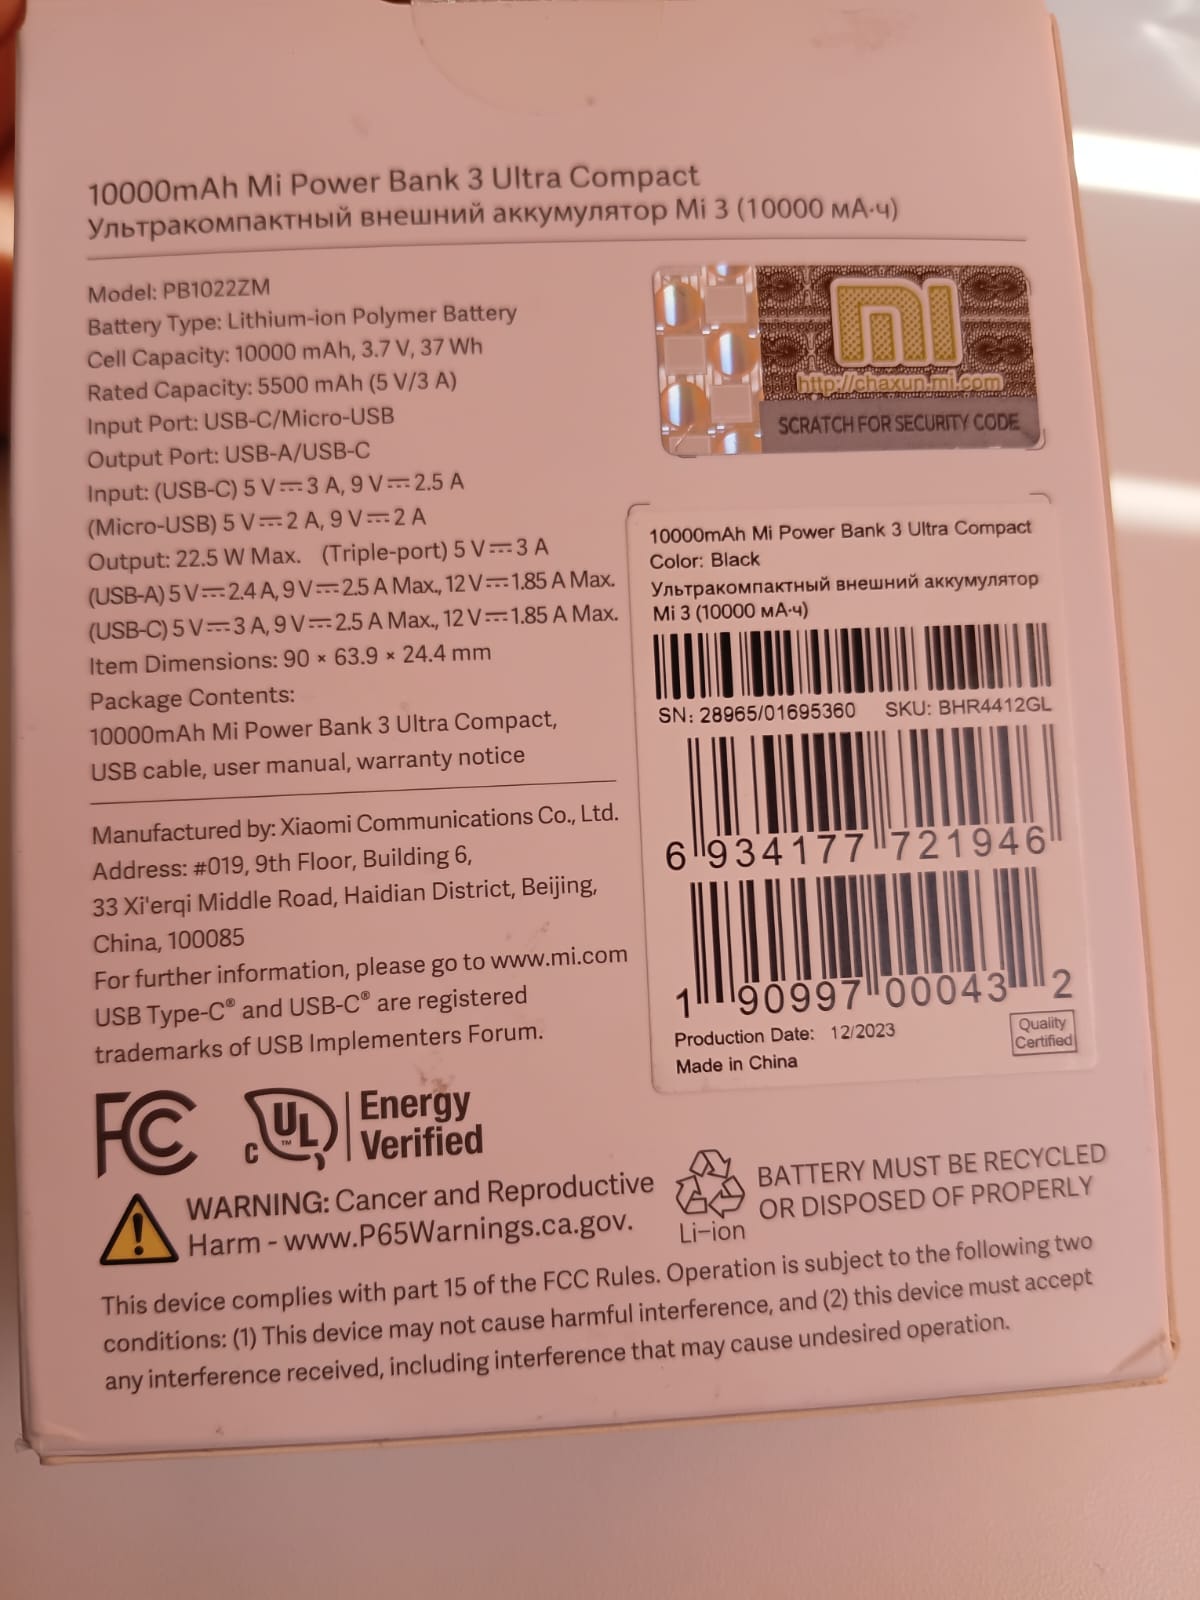 10000mAh Mi Power Bank 3 Ultra Compact
Ультракомпактный внешний аккумулятор Mi 3 (10000 мА·ч)
Model: PB1022ZM
Battery Type: Lithium-ion Polymer Battery
Cell Capacity: 10000 mAh, 3.7 V, 37 Wh
Rated Capacity: 5500 mAh (5 V/3 A)
Input Port: USB-C/Micro-USB
Output Port: USB-A/USB-C
Input: (USB-C) 5 V⎓3 A, 9 V⎓2.5 A
(Micro-USB) 5 V⎓2 A, 9 V⎓2 A
Output: 22.5 W Max. (Triple-port) 5 V⎓3 A
(USB-A) 5 V⎓2.4 A, 9 V⎓2.5 A Max., 12 V⎓1.85 A Max.
(USB-C) 5 V⎓3 A, 9 V⎓2.5 A Max., 12 V⎓1.85 A Max.
Item Dimensions: 90 × 63.9 × 24.4 mm
Package Contents:
10000mAh Mi Power Bank 3 Ultra Compact,
USB cable, user manual, warranty notice
Manufactured by: Xiaomi Communications Co., Ltd.
Address: #019, 9th Floor, Building 6,
33 Xi'erqi Middle Road, Haidian District, Beijing,
China, 100085
For further information, please go to www.mi.com
USB Type-C® and USB-C® are registered
trademarks of USB Implementers Forum.
mi
http://chaxun.mi.com
SCRATCH FOR SECURITY CODE
10000mAh Mi Power Bank 3 Ultra Compact
Color: Black
Ультракомпактный внешний аккумулятор
Mi 3 (10000 мА·ч)
SN: 28965/01695360 SKU: BHR4412GL
6 934177 721946
1 90997 00043 2
Production Date: 12/2023
Made in China
Quality
Certified
FC
c UL ™ Energy
Verified
WARNING: Cancer and Reproductive
Harm - www.P65Warnings.ca.gov.
Li-ion
BATTERY MUST BE RECYCLED
OR DISPOSED OF PROPERLY
This device complies with part 15 of the FCC Rules. Operation is subject to the following two
conditions: (1) This device may not cause harmful interference, and (2) this device must accept
any interference received, including interference that may cause undesired operation.